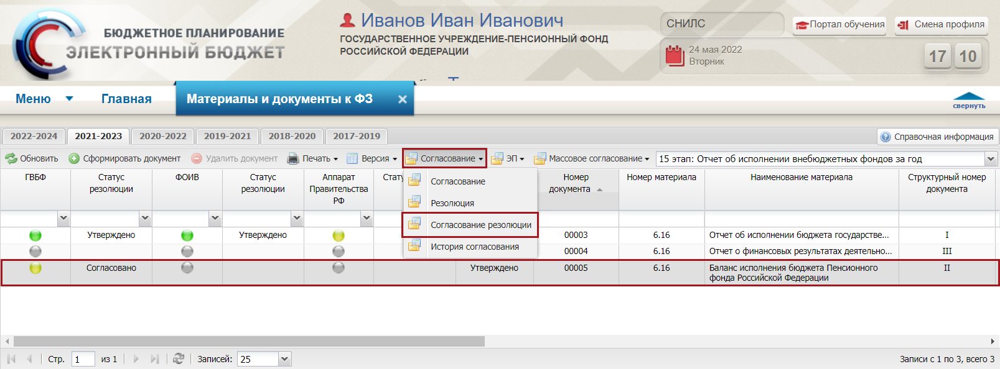 БЮДЖЕТНОЕ ПЛАНИРОВАНИЕ
ЭЛЕКТРОННЫЙ БЮДЖЕТ
Иванов Иван Иванович
ГОСУДАРСТВЕННОЕ УЧРЕЖДЕНИЕ-ПЕНСИОННЫЙ ФОНД
РОССИЙСКОЙ ФЕДЕРАЦИИ
СНИЛС
Портал обучения
Смена профиля
24 мая 2022
Вторник
17 10
Меню Главная Материалы и документы к ФЗ
свернуть
2022-2024 2021-2023 2020-2022 2019-2021 2018-2020 2017-2019 Справочная информация
Обновить Сформировать документ Удалить документ Печать Версия Согласование ЭП Массовое согласование 15 этап: Отчет об исполнении внебюджетных фондов за год
Согласование
Резолюция
Согласование резолюции
История согласования
ГВБФ Статус резолюции ФОИВ Статус резолюции Аппарат Правительства РФ Стату Номер документа Номер материала Наименование материала Структурный номер документа
Утверждено Утверждено 00003 6.16 Отчет об исполнении бюджета государстве... I
00004 6.16 Отчет о финансовых результатах деятельно... III
Согласовано Утверждено 00005 6.16 Баланс исполнения бюджета Пенсионного II
фонда Российской Федерации
Стр. 1 из 1 Записей: 25 Записи с 1 по 3, всего 3